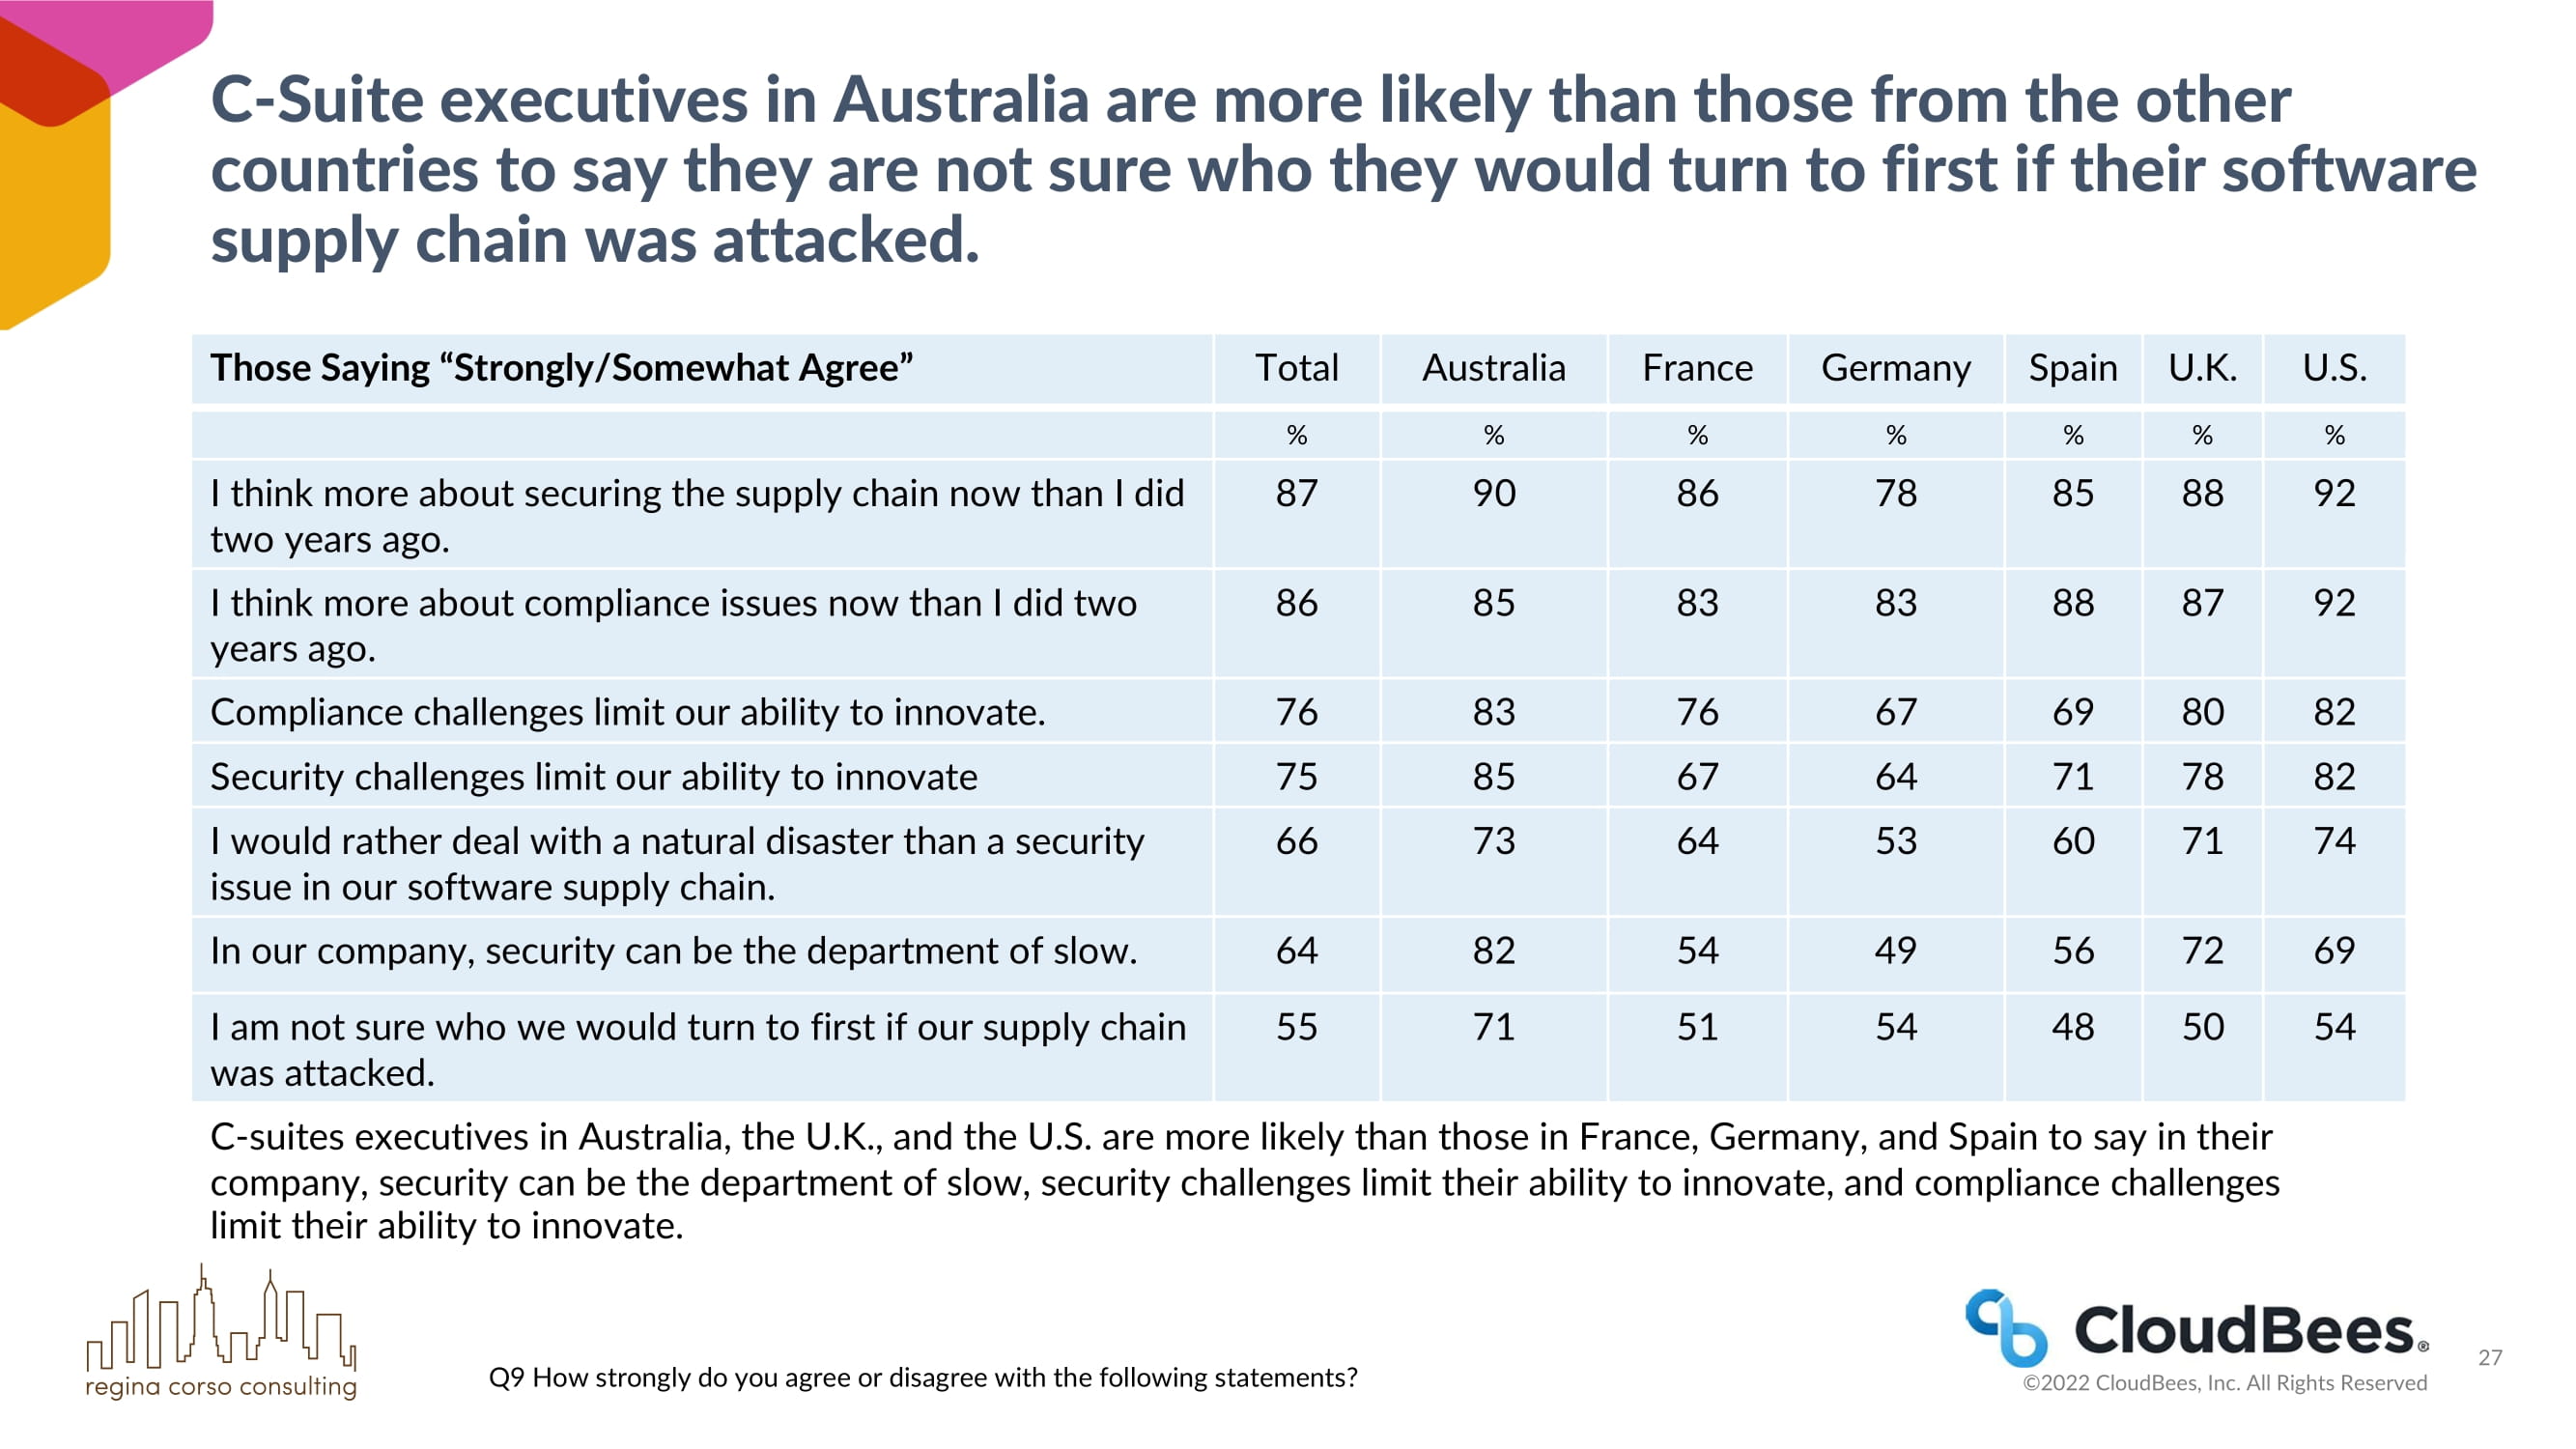 C-Suite executives in Australia are more likely than those from the other
countries to say they are not sure who they would turn to first if their software
supply chain was attacked.
Those Saying “Strongly/Somewhat Agree” Total Australia France Germany Spain U.K. U.S.
% % % % % % %
I think more about securing the supply chain now than I did 87 90 86 78 85 88 92
two years ago.
I think more about compliance issues now than I did two 86 85 83 83 88 87 92
years ago.
Compliance challenges limit our ability to innovate. 76 83 76 67 69 80 82
Security challenges limit our ability to innovate 75 85 67 64 71 78 82
I would rather deal with a natural disaster than a security 66 73 64 53 60 71 74
issue in our software supply chain.
In our company, security can be the department of slow. 64 82 54 49 56 72 69
I am not sure who we would turn to first if our supply chain 55 71 51 54 48 50 54
was attacked.
C-suites executives in Australia, the U.K., and the U.S. are more likely than those in France, Germany, and Spain to say in their
company, security can be the department of slow, security challenges limit their ability to innovate, and compliance challenges
limit their ability to innovate.
regina corso consulting
Q9 How strongly do you agree or disagree with the following statements?
CloudBees®
©2022 CloudBees, Inc. All Rights Reserved
27